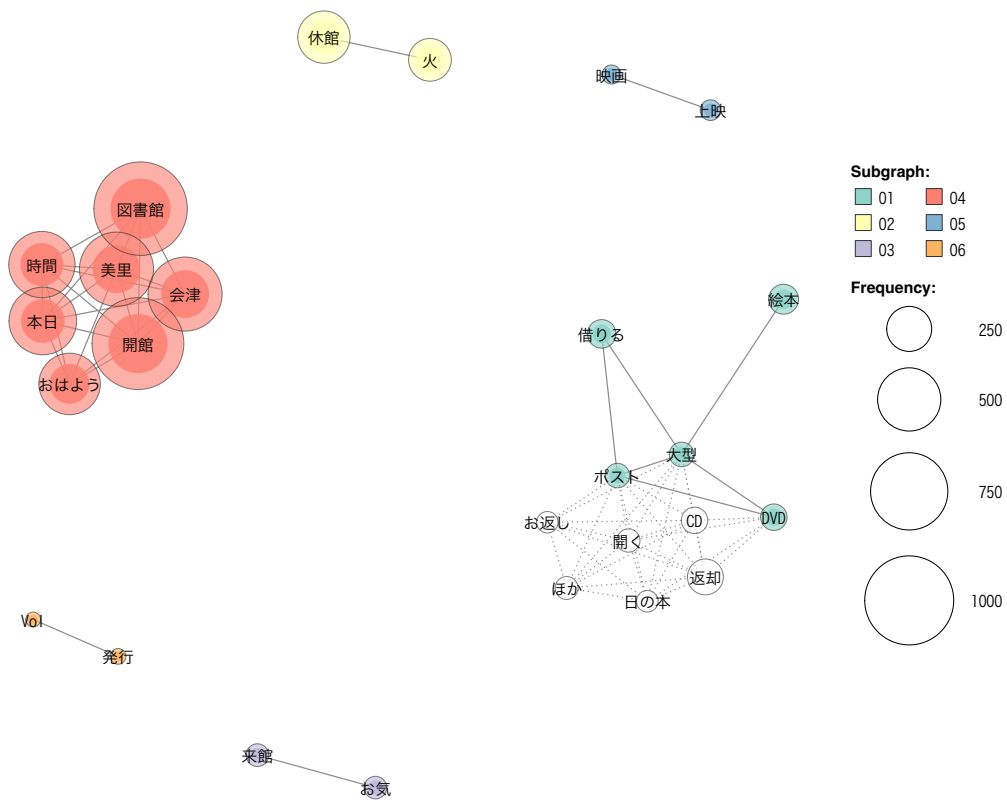 休館
火
映画
上映
Subgraph:
01
04
02
05
03
06
図書館
時間
美里
会津
本日
開館
おはよう
Frequency:
250
500
750
1000
絵本
借りる
大型
ポスト
DVD
お返し
CD
開く
返却
ほか
日の本
Vol
発行
来館
お気